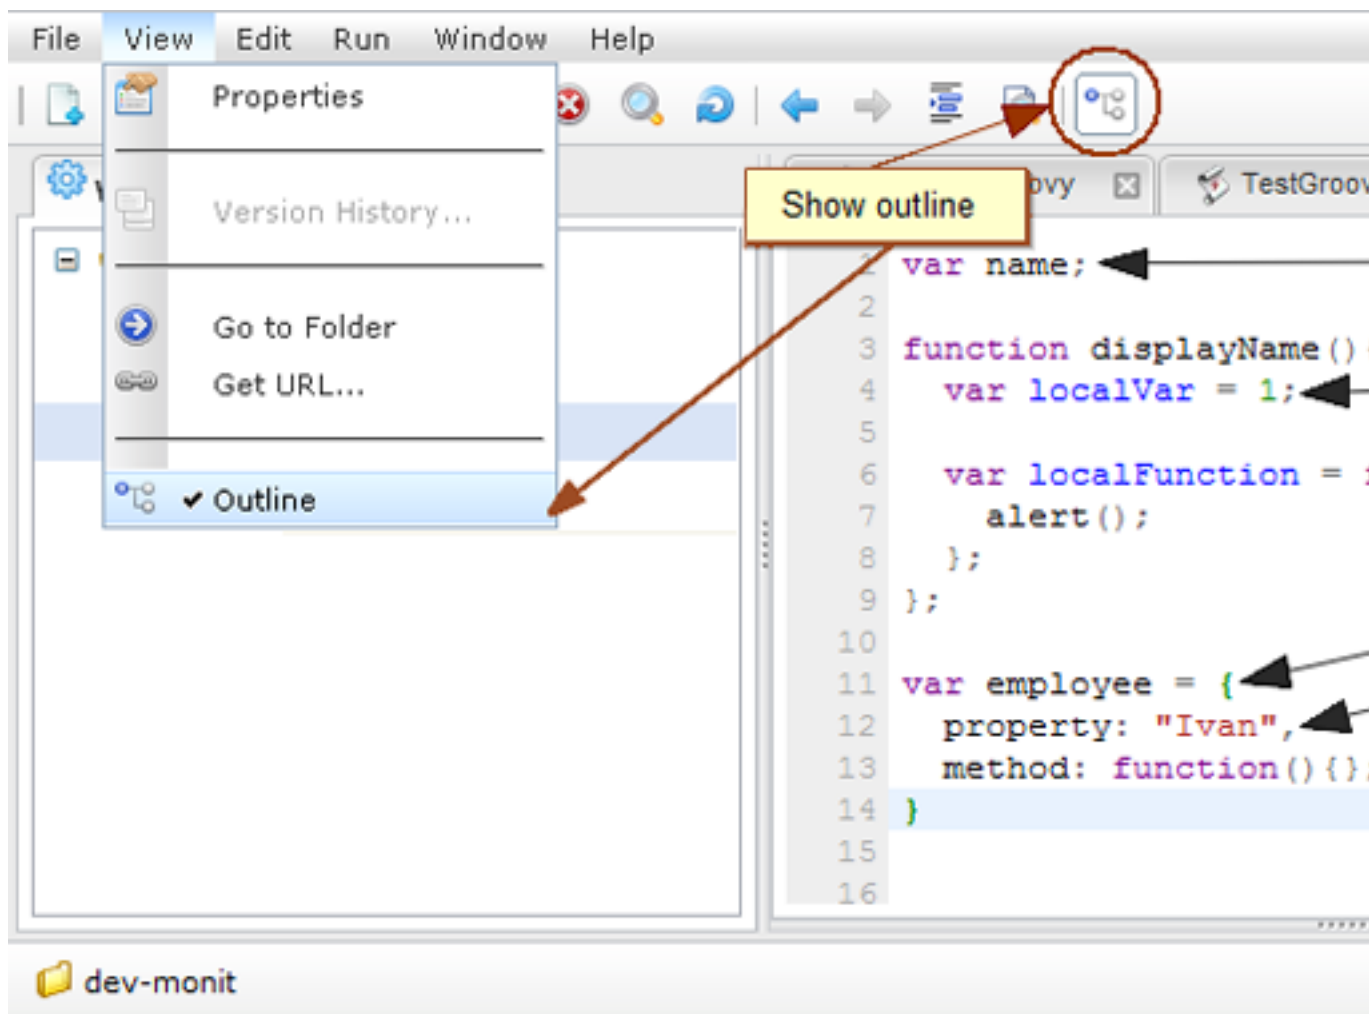 File View Edit Run Window Help
Properties
Version History...
Go to Folder
Get URL...
✔ Outline
Show outline
ovy
TestGroov
1 var name;
2
3 function displayName()
4 var localVar = 1;
5
6 var localFunction =
7 alert();
8 };
9 };
10
11 var employee = {
12 property: "Ivan",
13 method: function(){}
14 }
15
16
dev-monit